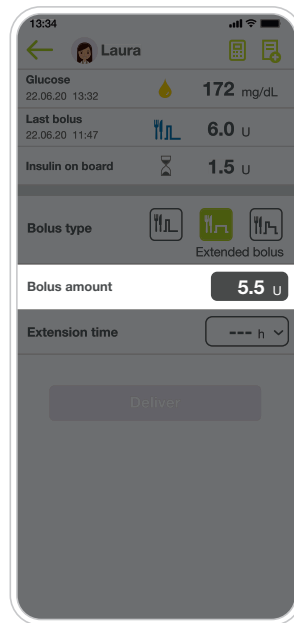 13:34
Laura
Glucose
22.06.20 13:32
172 mg/dL
Last bolus
22.06.20 11:47
6.0 U
Insulin on board
1.5 U
Bolus type
Extended bolus
Bolus amount
5.5 U
Extension time
--- h
Deliver